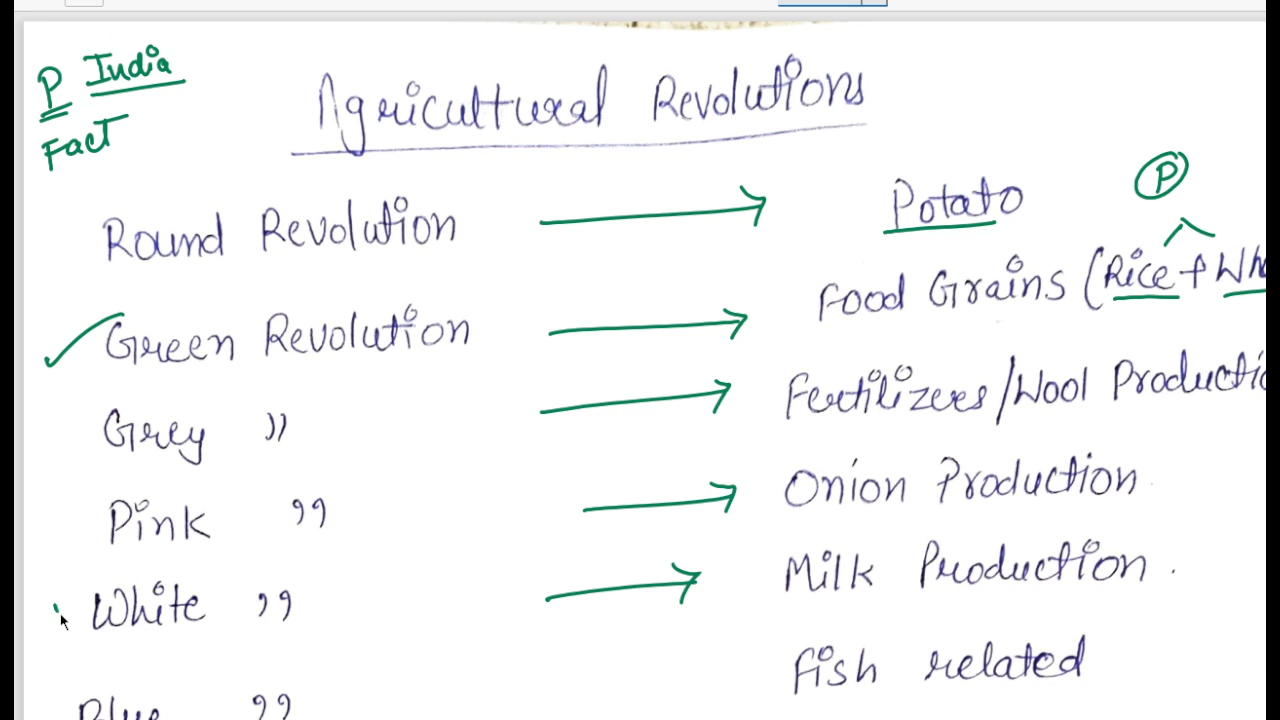 P India
Fact
Agricultural Revolutions
Round Revolution → Potato
P
Green Revolution → Food Grains (Rice + Wh
Grey " → Fertilizers/Wool Producti
Pink " → Onion Production
White " → Milk Production.
Blue " Fish related